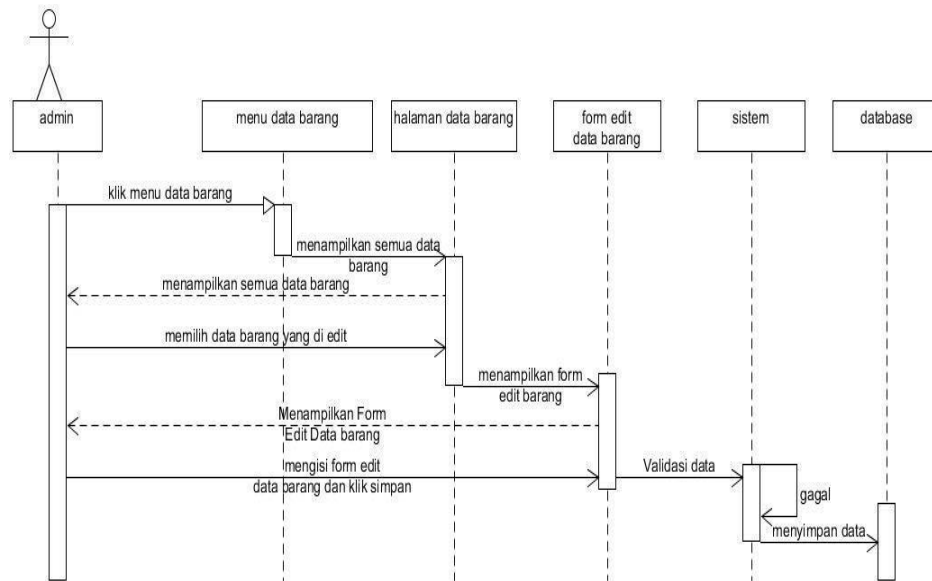 admin
menu data barang
halaman data barang
form edit
data barang
sistem
database
klik menu data barang
menampilkan semua data
barang
menampilkan semua data barang
memilih data barang yang di edit
menampilkan form
edit barang
Menampilkan Form
Edit Data barang
mengisi form edit
data barang dan klik simpan
Validasi data
gagal
menyimpan data